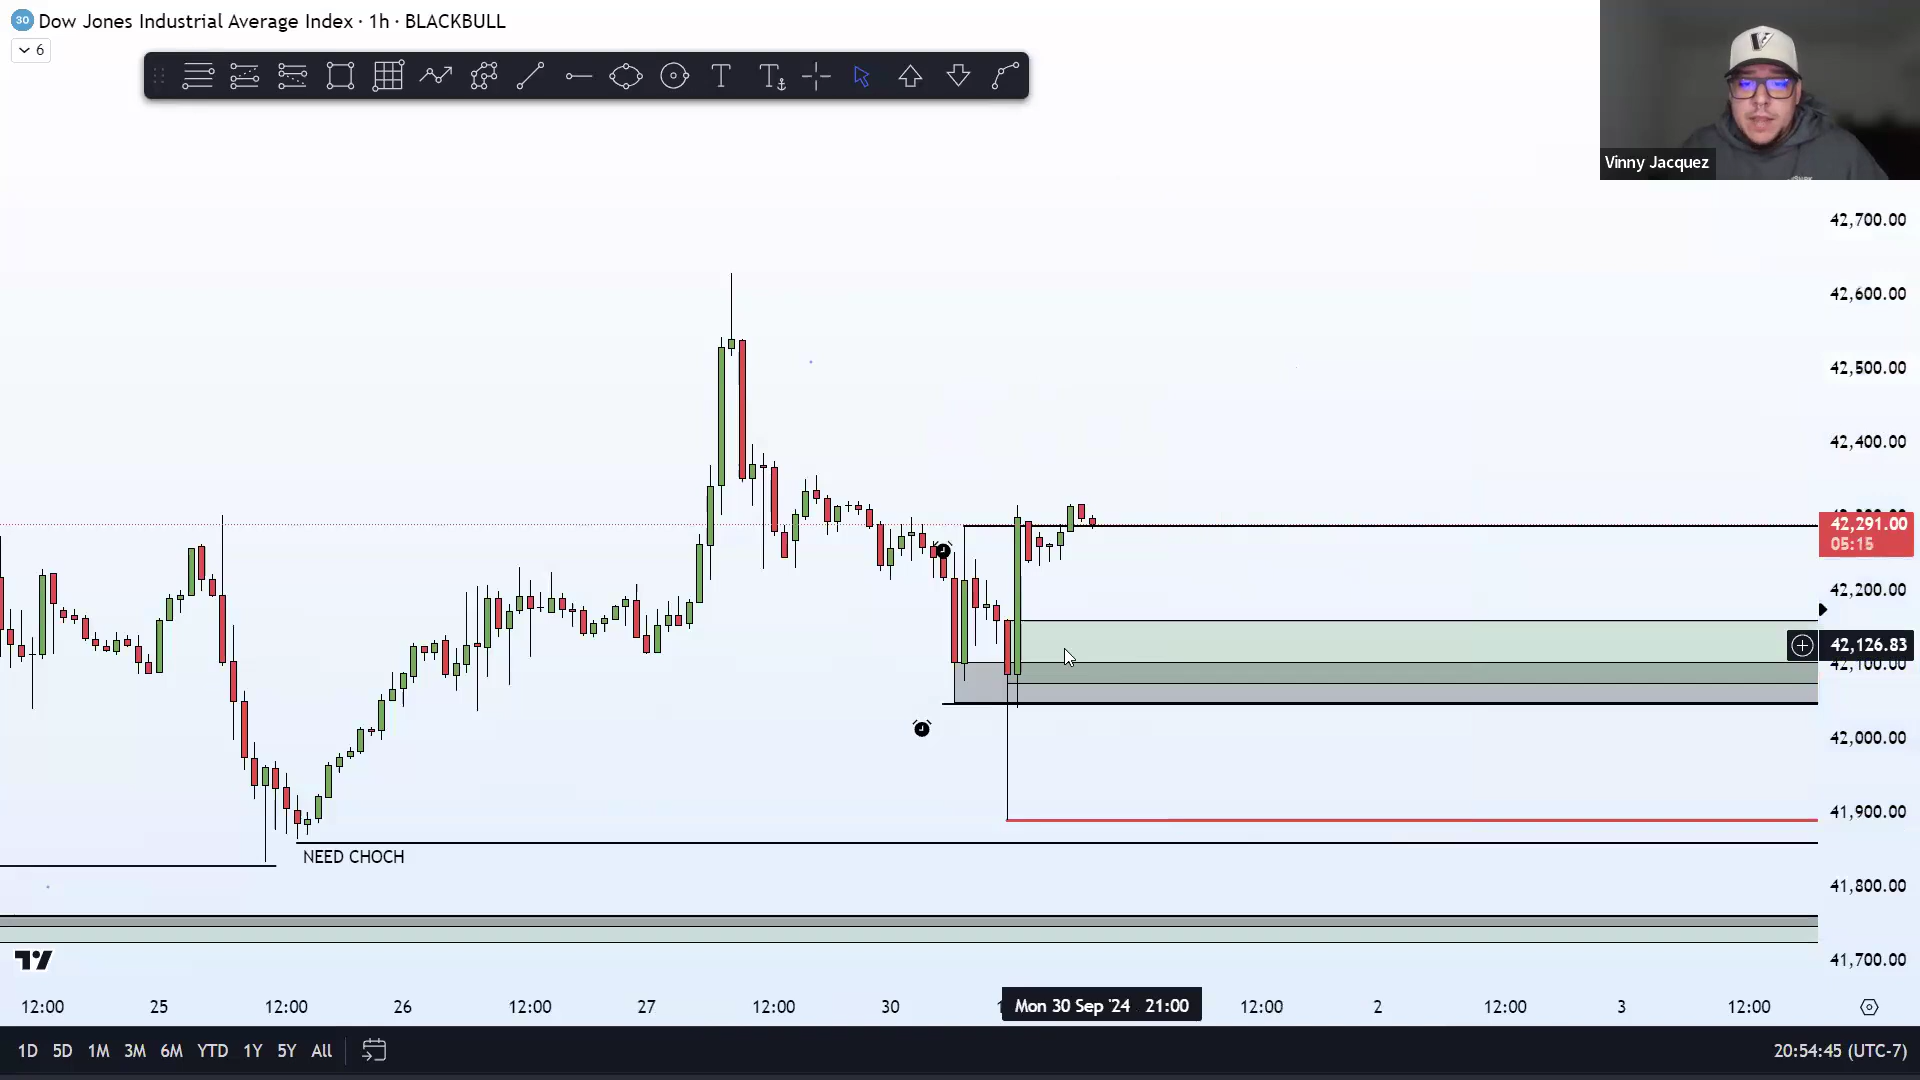 30 Dow Jones Industrial Average Index · 1h · BLACKBULL
6
Vinny Jacquez
42,700.00
42,600.00
42,500.00
42,400.00
42,291.00
05:15
42,200.00
42,126.83
42,100.00
42,000.00
41,900.00
NEED CHOCH
41,800.00
41,700.00
12:00 25 12:00 26 12:00 27 12:00 30 Mon 30 Sep '24 21:00 12:00 2 12:00 3 12:00
1D 5D 1M 3M 6M YTD 1Y 5Y All 20:54:45 (UTC-7)